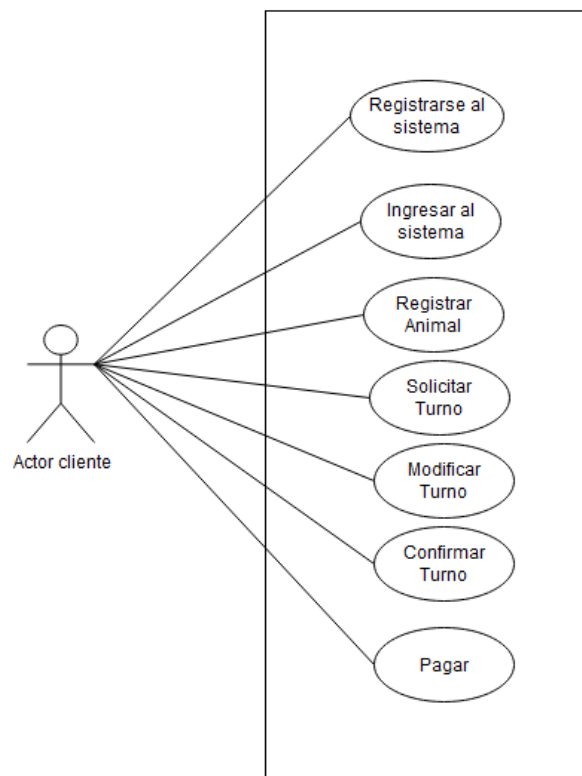 Registrarse al
sistema
Ingresar al
sistema
Registrar
Animal
Solicitar
Turno
Actor cliente
Modificar
Turno
Confirmar
Turno
Pagar